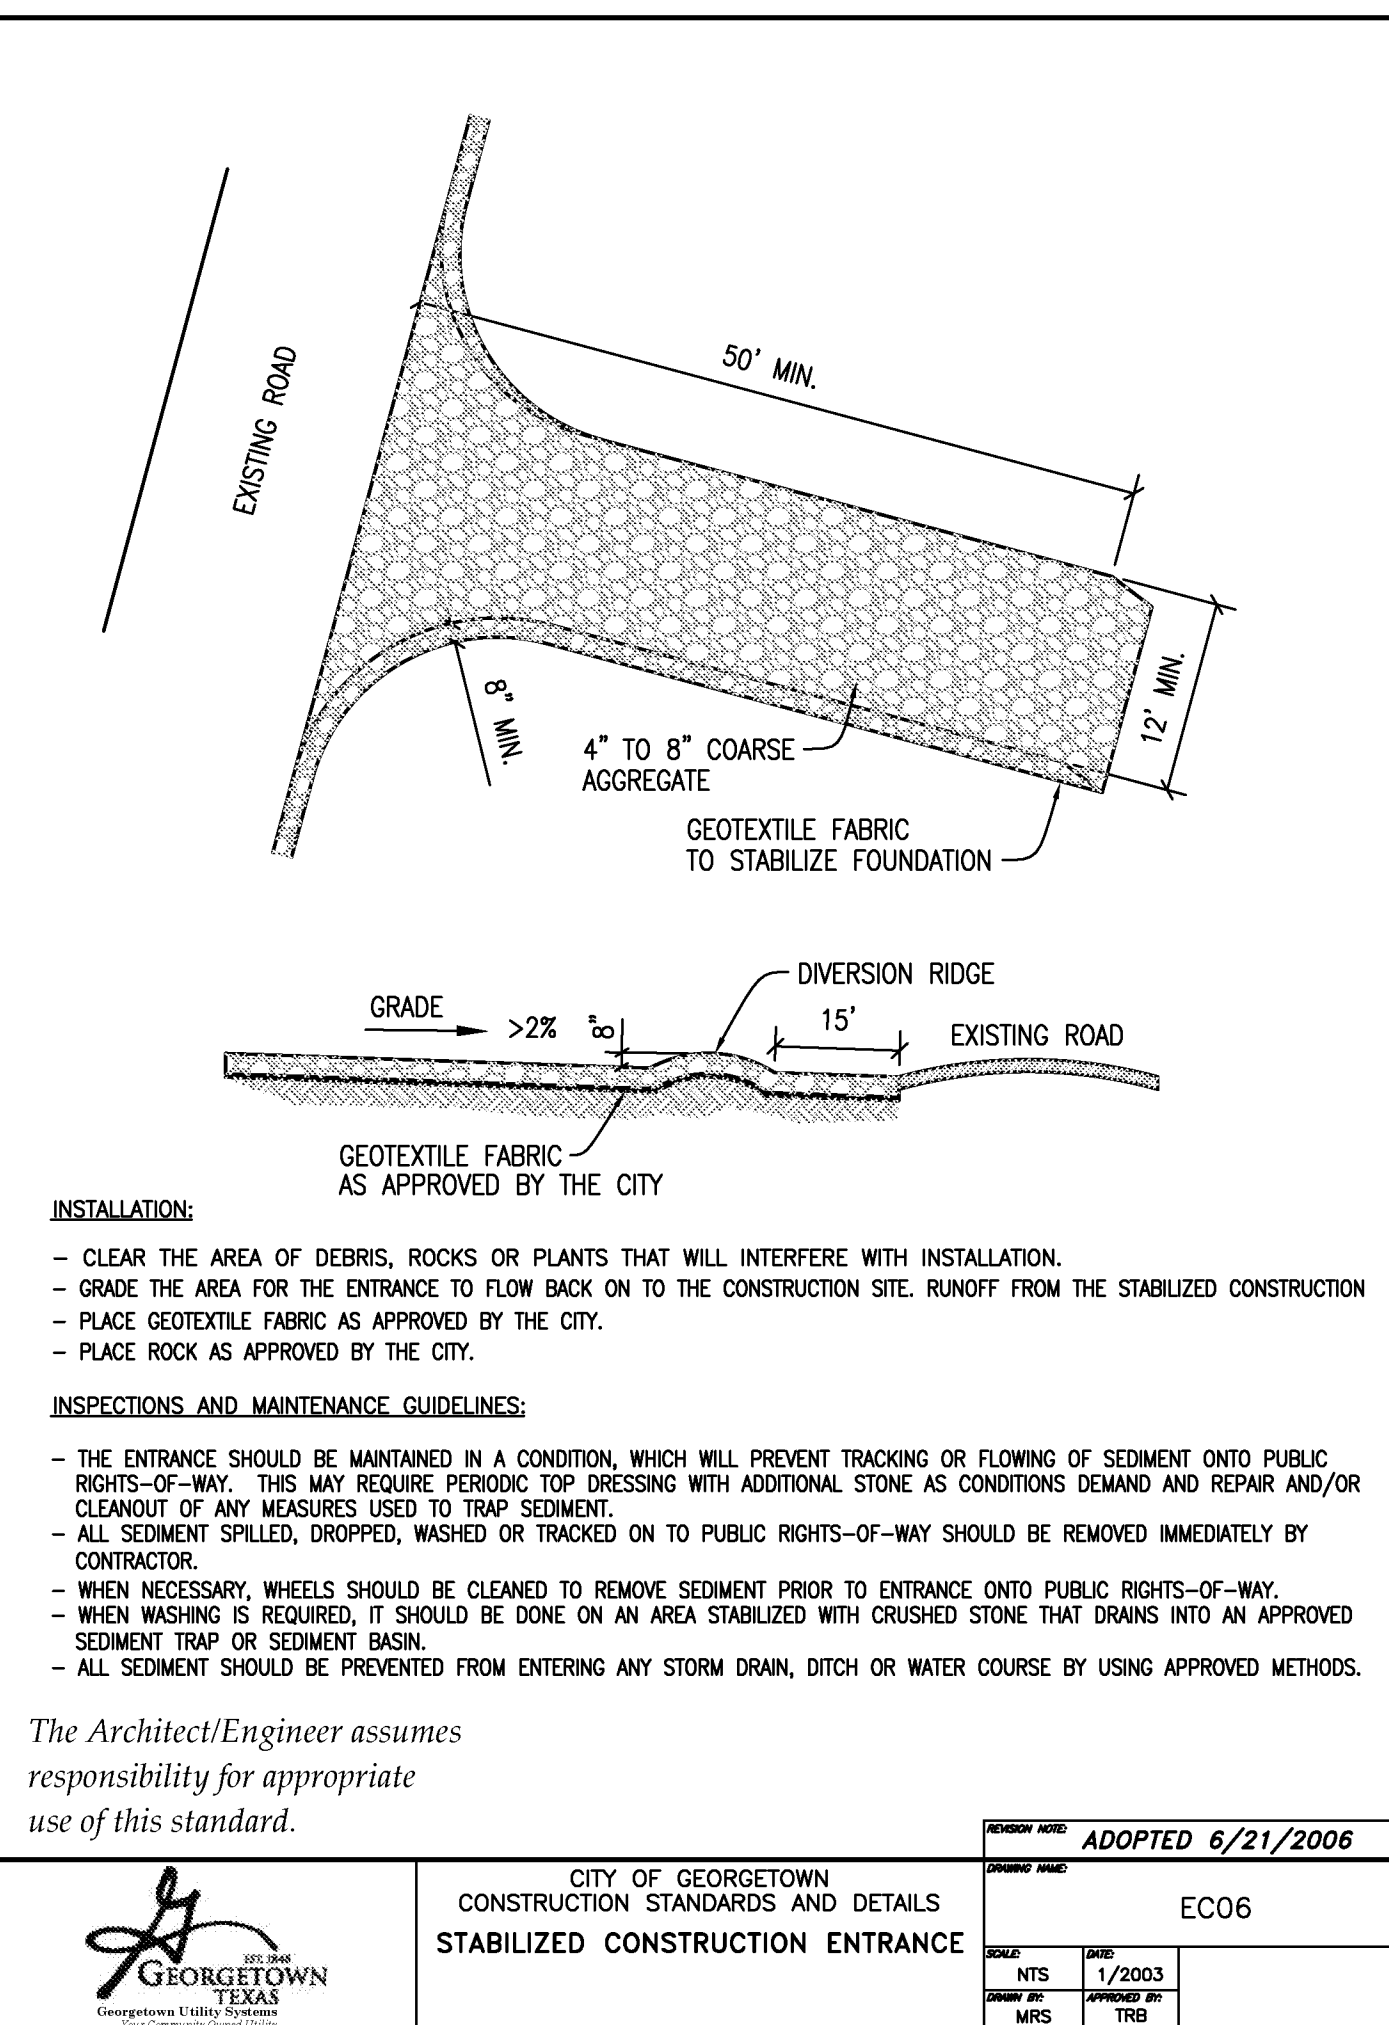 EXISTING ROAD
50' MIN.
12' MIN.
8" MIN.
4" TO 8" COARSE
AGGREGATE
GEOTEXTILE FABRIC
TO STABILIZE FOUNDATION
DIVERSION RIDGE
GRADE
>2%
8"
15'
EXISTING ROAD
GEOTEXTILE FABRIC
AS APPROVED BY THE CITY
INSTALLATION:
– CLEAR THE AREA OF DEBRIS, ROCKS OR PLANTS THAT WILL INTERFERE WITH INSTALLATION.
– GRADE THE AREA FOR THE ENTRANCE TO FLOW BACK ON TO THE CONSTRUCTION SITE. RUNOFF FROM THE STABILIZED CONSTRUCTION
– PLACE GEOTEXTILE FABRIC AS APPROVED BY THE CITY.
– PLACE ROCK AS APPROVED BY THE CITY.
INSPECTIONS AND MAINTENANCE GUIDELINES:
– THE ENTRANCE SHOULD BE MAINTAINED IN A CONDITION, WHICH WILL PREVENT TRACKING OR FLOWING OF SEDIMENT ONTO PUBLIC
RIGHTS–OF–WAY. THIS MAY REQUIRE PERIODIC TOP DRESSING WITH ADDITIONAL STONE AS CONDITIONS DEMAND AND REPAIR AND/OR
CLEANOUT OF ANY MEASURES USED TO TRAP SEDIMENT.
– ALL SEDIMENT SPILLED, DROPPED, WASHED OR TRACKED ON TO PUBLIC RIGHTS–OF–WAY SHOULD BE REMOVED IMMEDIATELY BY
CONTRACTOR.
– WHEN NECESSARY, WHEELS SHOULD BE CLEANED TO REMOVE SEDIMENT PRIOR TO ENTRANCE ONTO PUBLIC RIGHTS–OF–WAY.
– WHEN WASHING IS REQUIRED, IT SHOULD BE DONE ON AN AREA STABILIZED WITH CRUSHED STONE THAT DRAINS INTO AN APPROVED
SEDIMENT TRAP OR SEDIMENT BASIN.
– ALL SEDIMENT SHOULD BE PREVENTED FROM ENTERING ANY STORM DRAIN, DITCH OR WATER COURSE BY USING APPROVED METHODS.
The Architect/Engineer assumes
responsibility for appropriate
use of this standard.
REVISION NOTE:
ADOPTED 6/21/2006
EST. 1848
GEORGETOWN
TEXAS
Georgetown Utility Systems
Your Community Owned Utility
CITY OF GEORGETOWN
CONSTRUCTION STANDARDS AND DETAILS
STABILIZED CONSTRUCTION ENTRANCE
DRAWING NAME:
EC06
SCALE:
NTS
DATE:
1/2003
DRAWN BY:
MRS
APPROVED BY:
TRB